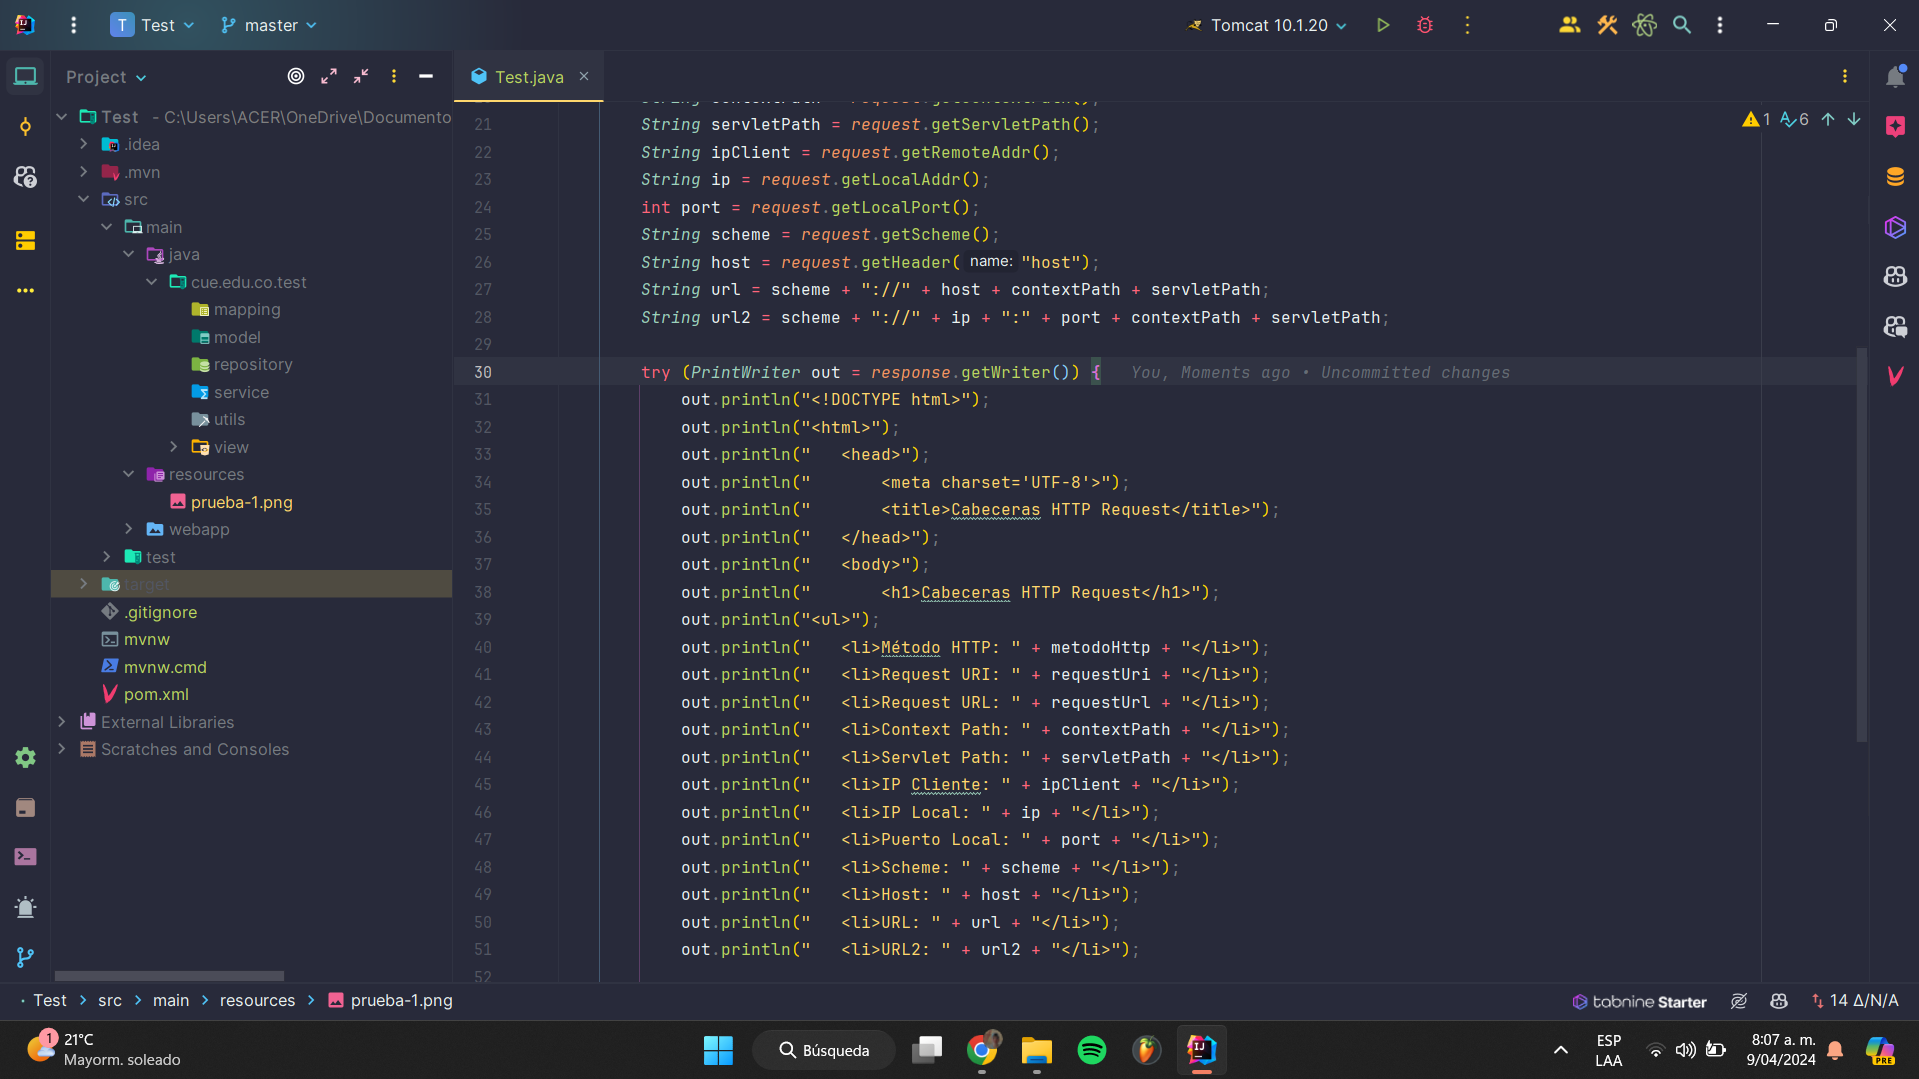 T Test master Tomcat 10.1.20
Project
Test.java
Test - C:\Users\ACER\OneDrive\Documento
.idea
.mvn
src
main
java
cue.edu.co.test
mapping
model
repository
service
utils
view
resources
prueba-1.png
webapp
test
target
.gitignore
mvnw
mvnw.cmd
pom.xml
External Libraries
Scratches and Consoles
1 6
21 String servletPath = request.getServletPath();
22 String ipClient = request.getRemoteAddr();
23 String ip = request.getLocalAddr();
24 int port = request.getLocalPort();
25 String scheme = request.getScheme();
26 String host = request.getHeader( name: "host");
27 String url = scheme + "://" + host + contextPath + servletPath;
28 String url2 = scheme + "://" + ip + ":" + port + contextPath + servletPath;
29
30 try (PrintWriter out = response.getWriter()) { You, Moments ago • Uncommitted changes
31 out.println("<!DOCTYPE html>");
32 out.println("<html>");
33 out.println("   <head>");
34 out.println("       <meta charset='UTF-8'>");
35 out.println("       <title>Cabeceras HTTP Request</title>");
36 out.println("   </head>");
37 out.println("   <body>");
38 out.println("       <h1>Cabeceras HTTP Request</h1>");
39 out.println("<ul>");
40 out.println("   <li>Método HTTP: " + metodoHttp + "</li>");
41 out.println("   <li>Request URI: " + requestUri + "</li>");
42 out.println("   <li>Request URL: " + requestUrl + "</li>");
43 out.println("   <li>Context Path: " + contextPath + "</li>");
44 out.println("   <li>Servlet Path: " + servletPath + "</li>");
45 out.println("   <li>IP Cliente: " + ipClient + "</li>");
46 out.println("   <li>IP Local: " + ip + "</li>");
47 out.println("   <li>Puerto Local: " + port + "</li>");
48 out.println("   <li>Scheme: " + scheme + "</li>");
49 out.println("   <li>Host: " + host + "</li>");
50 out.println("   <li>URL: " + url + "</li>");
51 out.println("   <li>URL2: " + url2 + "</li>");
52
Test > src > main > resources > prueba-1.png
tabnine Starter 14 Δ/N/A
1 21°C
Mayorm. soleado
Búsqueda
ESP
LAA
8:07 a. m.
9/04/2024
PRE